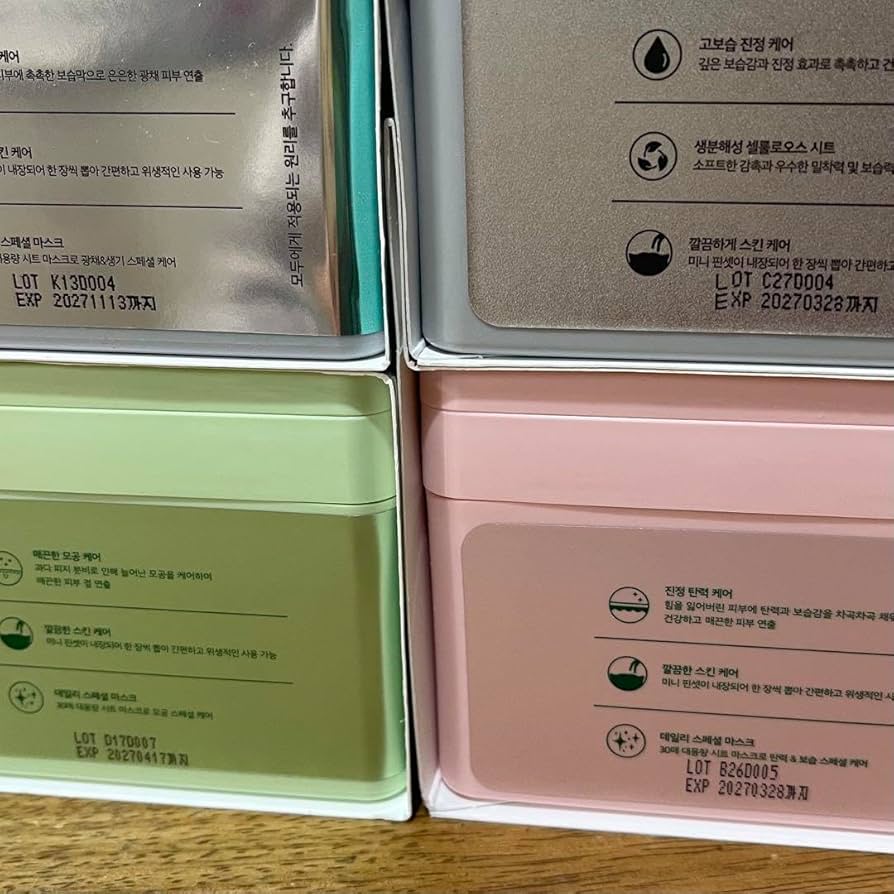 케어
피부에 촉촉한 보습막으로 은은한 광채 피부 연출
킨 케어
이 내장되어 한 장씩 뽑아 간편하고 위생적인 사용 가능
스페셜 마스크
대용량 시트 마스크로 광채&생기 스페셜 케어
LOT K13D004
EXP 20271113까지
모두에게 적용되는 원리를 추구합니다.
고보습 진정 케어
깊은 보습감과 진정 효과로 촉촉하고 건
생분해성 셀룰로오스 시트
소프트한 감촉과 우수한 밀착력 및 보습력
깔끔하게 스킨 케어
미니 핀셋이 내장되어 한 장씩 뽑아 간편하고
LOT C27D004
EXP 20270328까지
매끈한 모공 케어
과다 피지 분비로 인해 늘어난 모공을 케어하여
매끈한 피부 결 연출
깔끔한 스킨 케어
미니 핀셋이 내장되어 한 장씩 뽑아 간편하고 위생적인 사용 가능
데일리 스페셜 마스크
30매 대용량 시트 마스크로 모공 스페셜 케어
LOT D17D007
EXP 20270417까지
진정 탄력 케어
힘을 잃어버린 피부에 탄력과 보습감을 차곡차곡 채워
건강하고 매끈한 피부 연출
깔끔한 스킨 케어
미니 핀셋이 내장되어 한 장씩 뽑아 간편하고 위생적인 사
데일리 스페셜 마스크
30매 대용량 시트 마스크로 탄력 & 보습 스페셜 케어
LOT B26D005
EXP 20270328까지